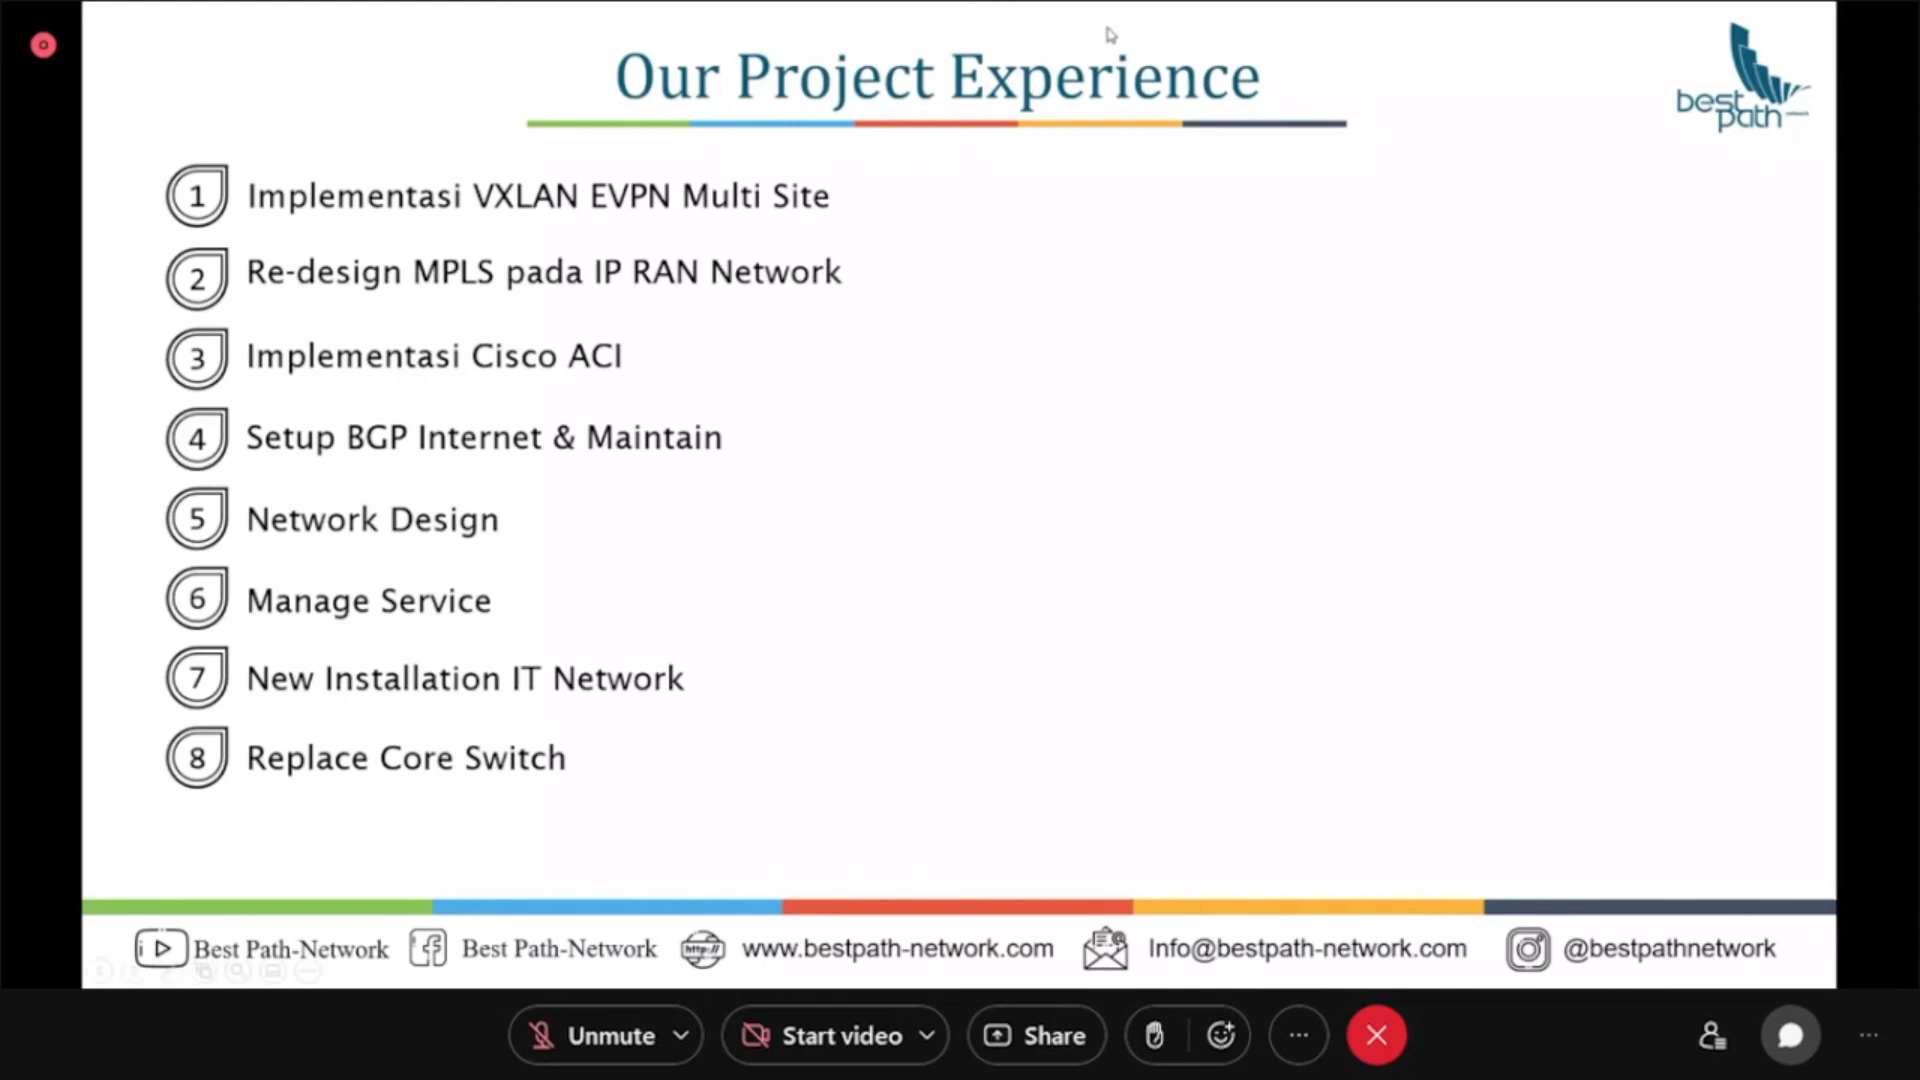 Our Project Experience
best
path
1 Implementasi VXLAN EVPN Multi Site
2 Re-design MPLS pada IP RAN Network
3 Implementasi Cisco ACI
4 Setup BGP Internet & Maintain
5 Network Design
6 Manage Service
7 New Installation IT Network
8 Replace Core Switch
Best Path-Network Best Path-Network http:// www.bestpath-network.com Info@bestpath-network.com @bestpathnetwork
Unmute Start video Share